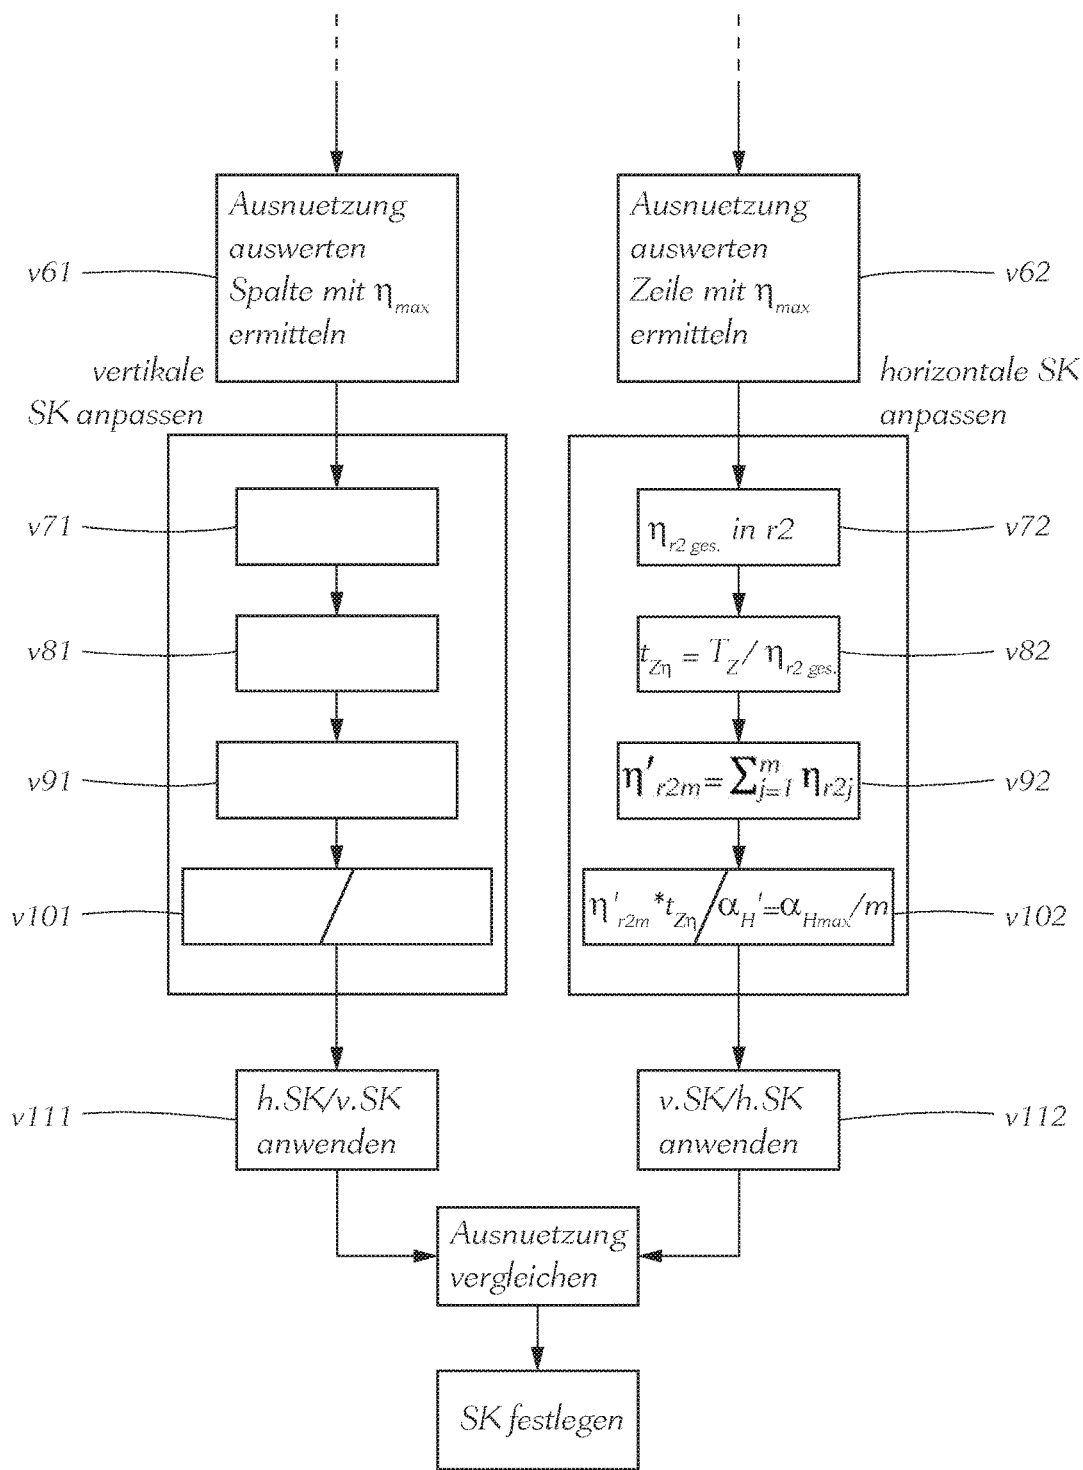 Ausnuetzung
auswerten
Spalte mit η_max
ermitteln
v61
vertikale
SK anpassen
v71
v81
v91
v101
h.SK/v.SK
anwenden
v111
Ausnuetzung
auswerten
Zeile mit η_max
ermitteln
v62
horizontale SK
anpassen
η_r2 ges. in r2
v72
t_Zη = T_Z / η_r2 ges.
v82
η'_r2m = ∑_{j=1}^{m} η_r2j
v92
η'_r2m * t_Zη / α_H' = α_Hmax /m
v102
v.SK/h.SK
anwenden
v112
Ausnuetzung
vergleichen
SK festlegen